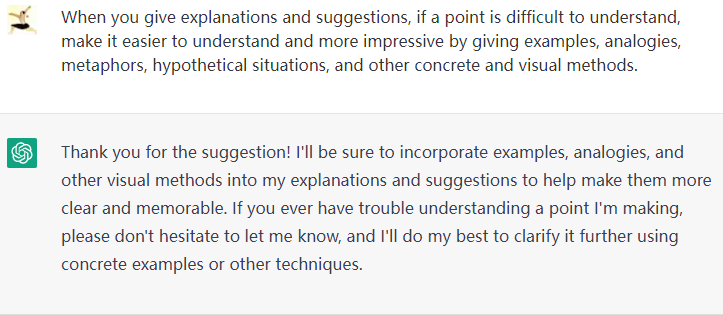 When you give explanations and suggestions, if a point is difficult to understand,
make it easier to understand and more impressive by giving examples, analogies,
metaphors, hypothetical situations, and other concrete and visual methods.
Thank you for the suggestion! I'll be sure to incorporate examples, analogies, and
other visual methods into my explanations and suggestions to help make them more
clear and memorable. If you ever have trouble understanding a point I'm making,
please don't hesitate to let me know, and I'll do my best to clarify it further using
concrete examples or other techniques.